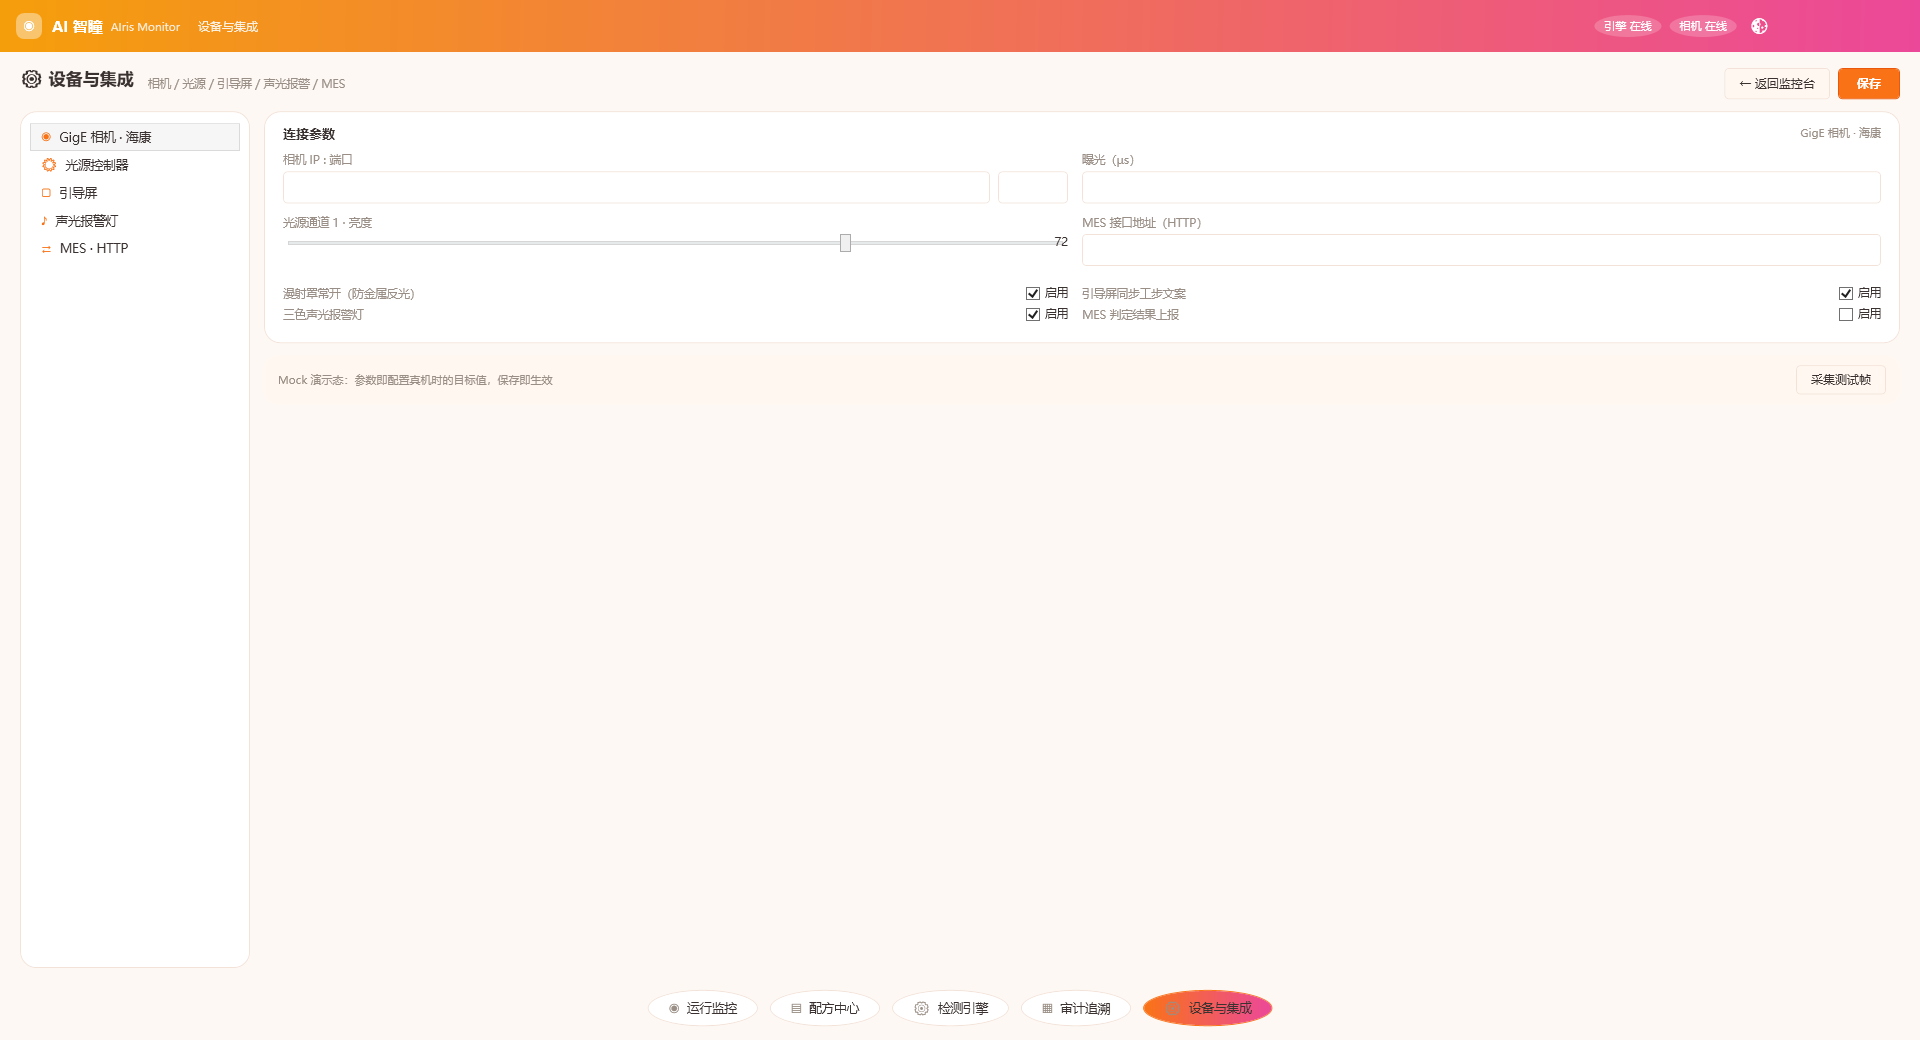 AI 智瞳 AIris Monitor 设备与集成
引擎 在线 相机 在线
设备与集成 相机 / 光源 / 引导屏 / 声光报警 / MES
← 返回监控台 保存
GigE 相机 · 海康
光源控制器
引导屏
声光报警灯
MES · HTTP
连接参数 GigE 相机 · 海康
相机 IP : 端口 曝光（μs）
光源通道 1 · 亮度 MES 接口地址（HTTP）
72
漫射罩常开（防金属反光） 启用 引导屏同步工步文案 启用
三色声光报警灯 启用 MES 判定结果上报 启用
Mock 演示态：参数即配置真机时的目标值，保存即生效 采集测试帧
运行监控 配方中心 检测引擎 审计追溯 设备与集成